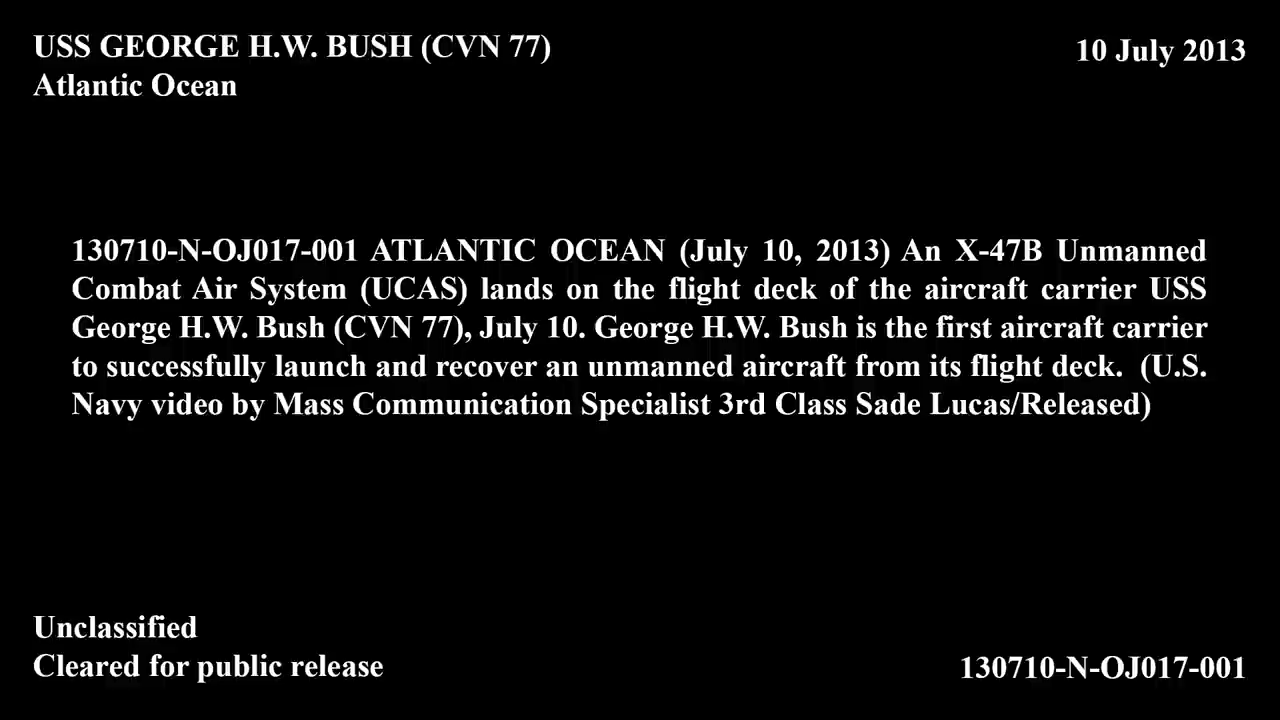 USS GEORGE H.W. BUSH (CVN 77)
10 July 2013
Atlantic Ocean
130710-N-OJ017-001 ATLANTIC OCEAN (July 10, 2013) An X-47B Unmanned
Combat Air System (UCAS) lands on the flight deck of the aircraft carrier USS
George H.W. Bush (CVN 77), July 10. George H.W. Bush is the first aircraft carrier
to successfully launch and recover an unmanned aircraft from its flight deck.  (U.S.
Navy video by Mass Communication Specialist 3rd Class Sade Lucas/Released)
Unclassified
Cleared for public release
130710-N-OJ017-001